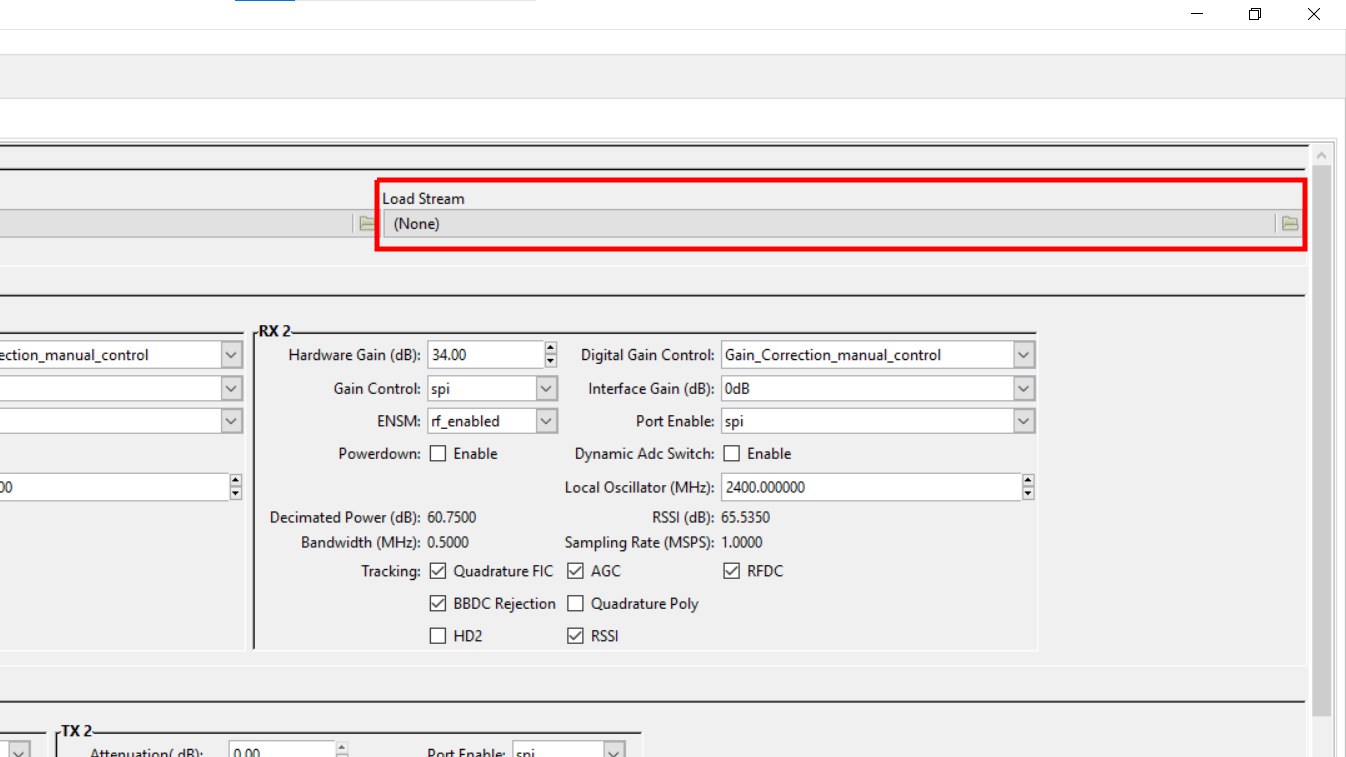 Load Stream
(None)
RX 2
ection_manual_control
Hardware Gain (dB): 34.00 Digital Gain Control: Gain_Correction_manual_control
Gain Control: spi Interface Gain (dB): 0dB
ENSM: rf_enabled Port Enable: spi
Powerdown: Enable Dynamic Adc Switch: Enable
00 Local Oscillator (MHz): 2400.000000
Decimated Power (dB): 60.7500 RSSI (dB): 65.5350
Bandwidth (MHz): 0.5000 Sampling Rate (MSPS): 1.0000
Tracking: Quadrature FIC AGC RFDC
BBDC Rejection Quadrature Poly
HD2 RSSI
TX 2
Attenuation( dB): 0.00 Port Enable: spi